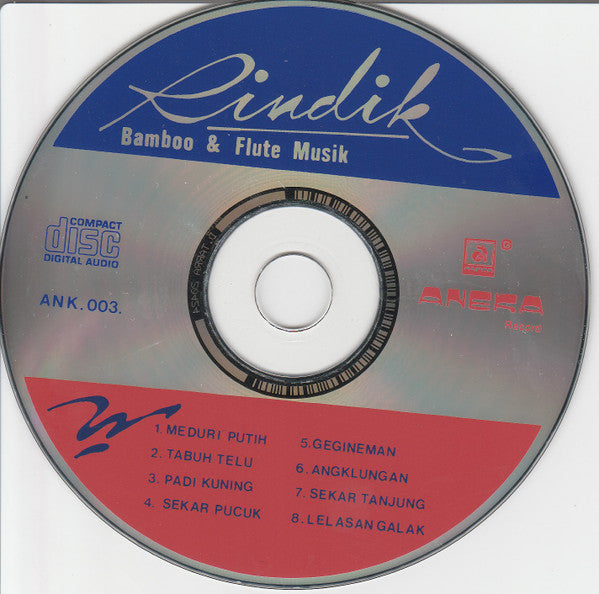 Rindik
Bamboo & Flute Musik
COMPACT
disc
DIGITAL AUDIO
ANK.003.
ANEKA
Record
1. MEDURI PUTIH
2. TABUH TELU
3. PADI KUNING
4. SEKAR PUCUK
5. GEGINEMAN
6. ANGKLUNGAN
7. SEKAR TANJUNG
8. LELASAN GALAK